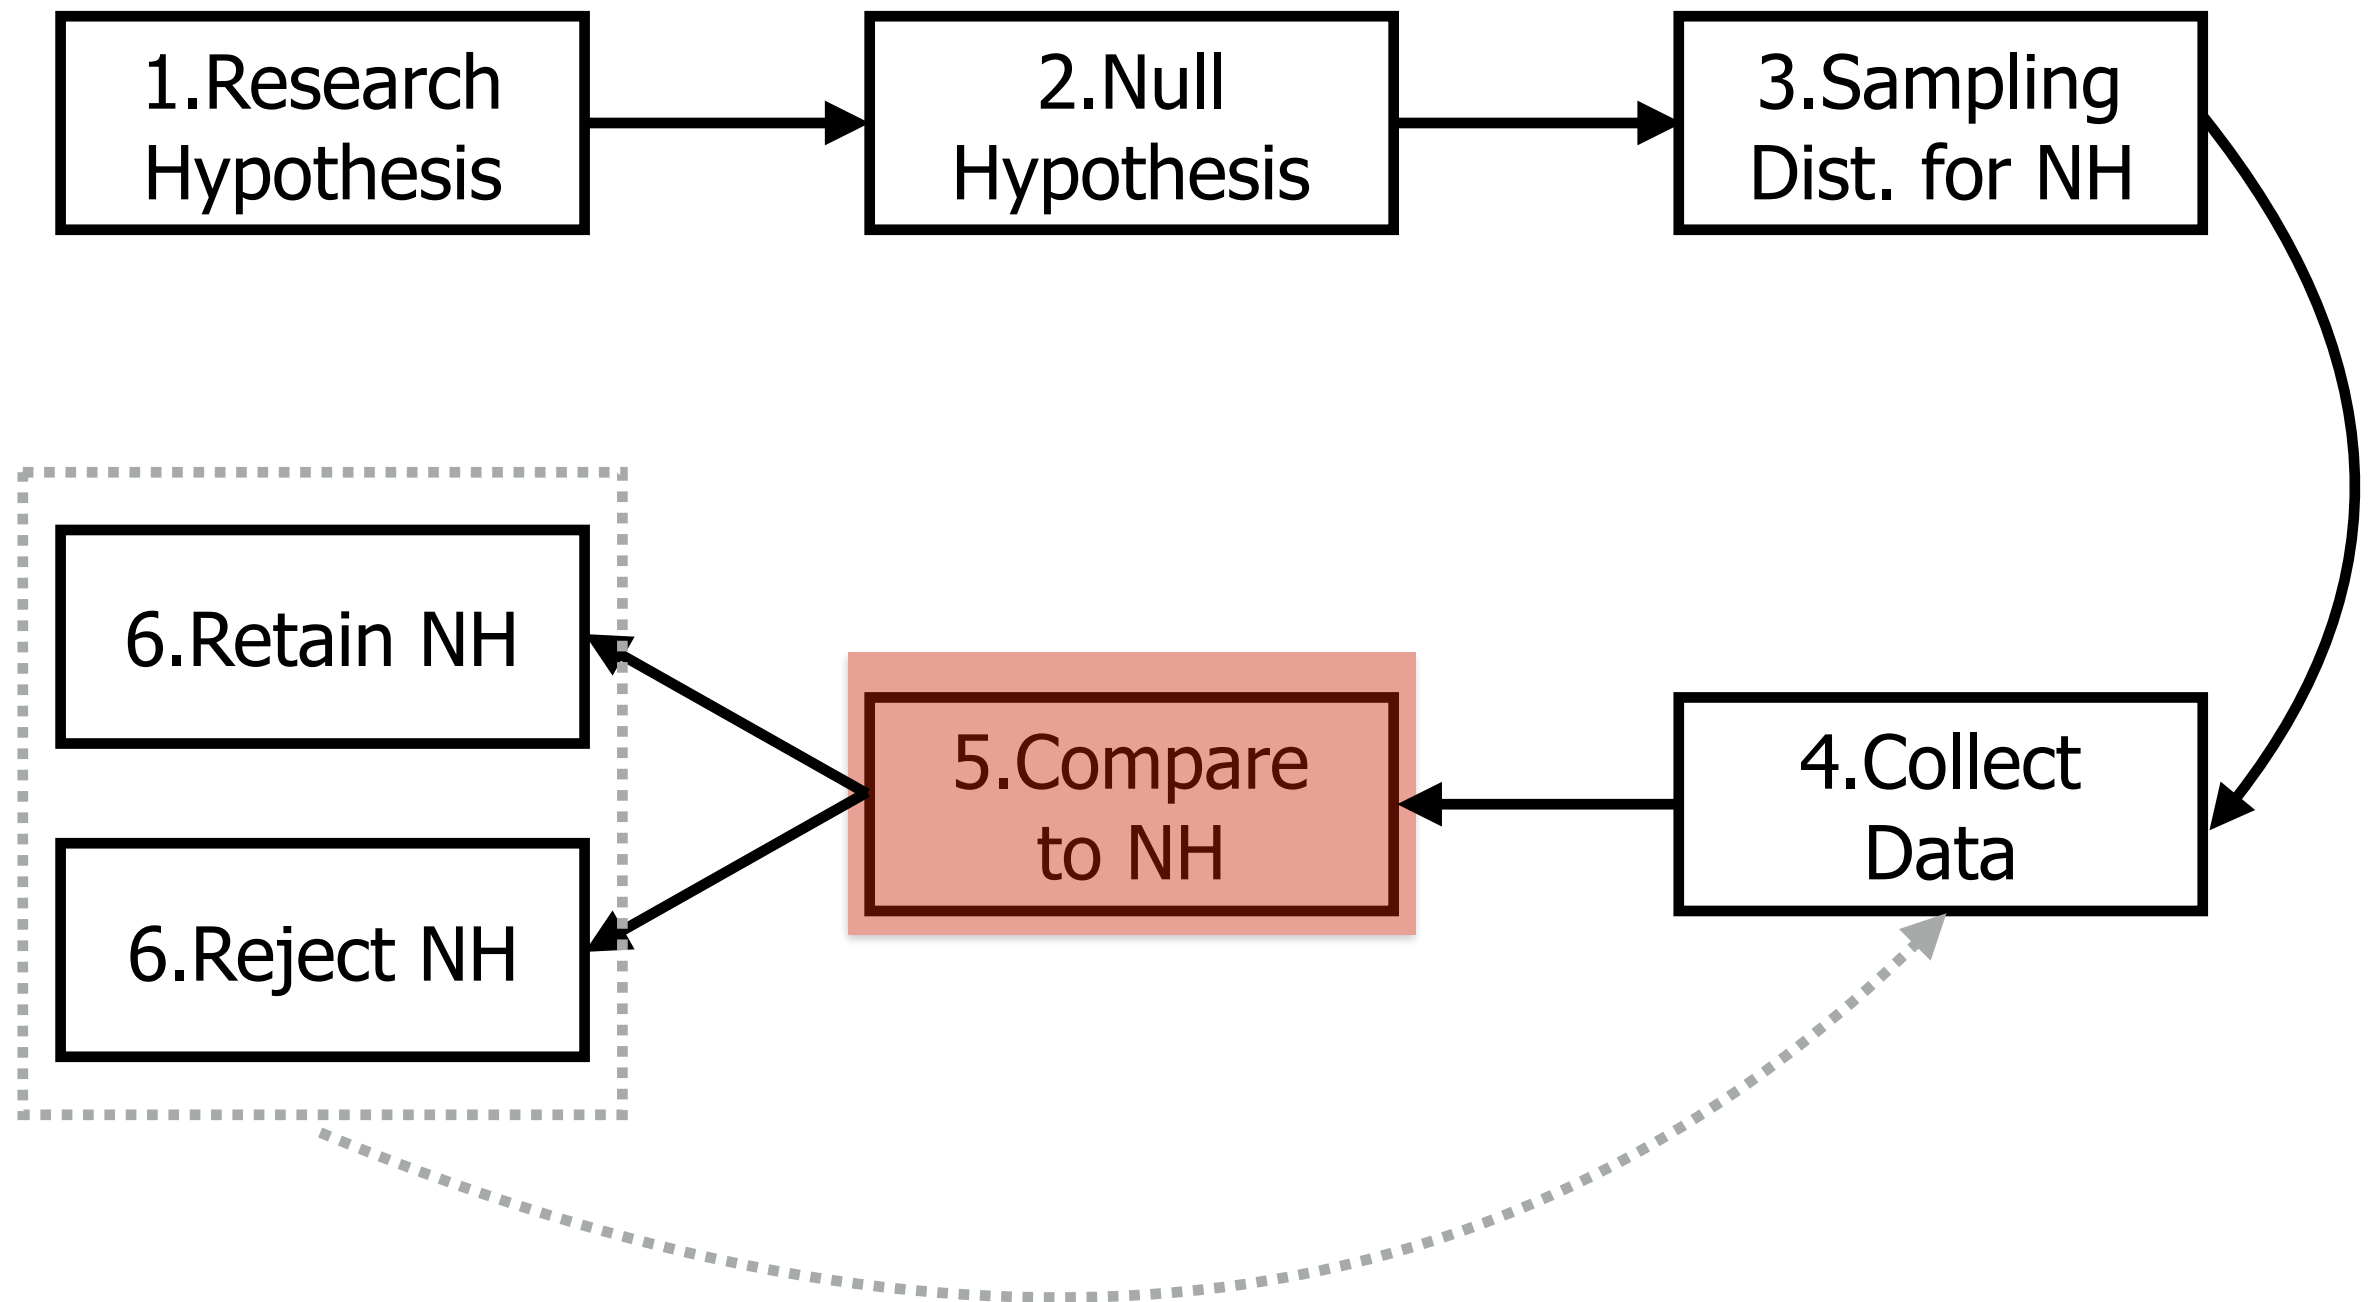 1.Research
Hypothesis
2.Null
Hypothesis
3.Sampling
Dist. for NH
4.Collect
Data
5.Compare
to NH
6.Retain NH
6.Reject NH